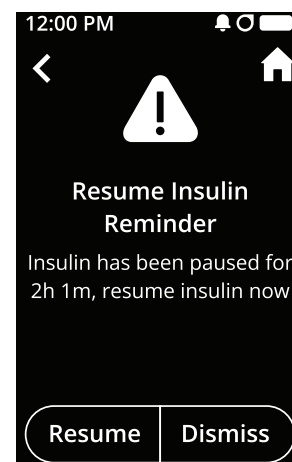 12:00 PM
Resume Insulin
Reminder
Insulin has been paused for
2h 1m, resume insulin now
Resume
Dismiss